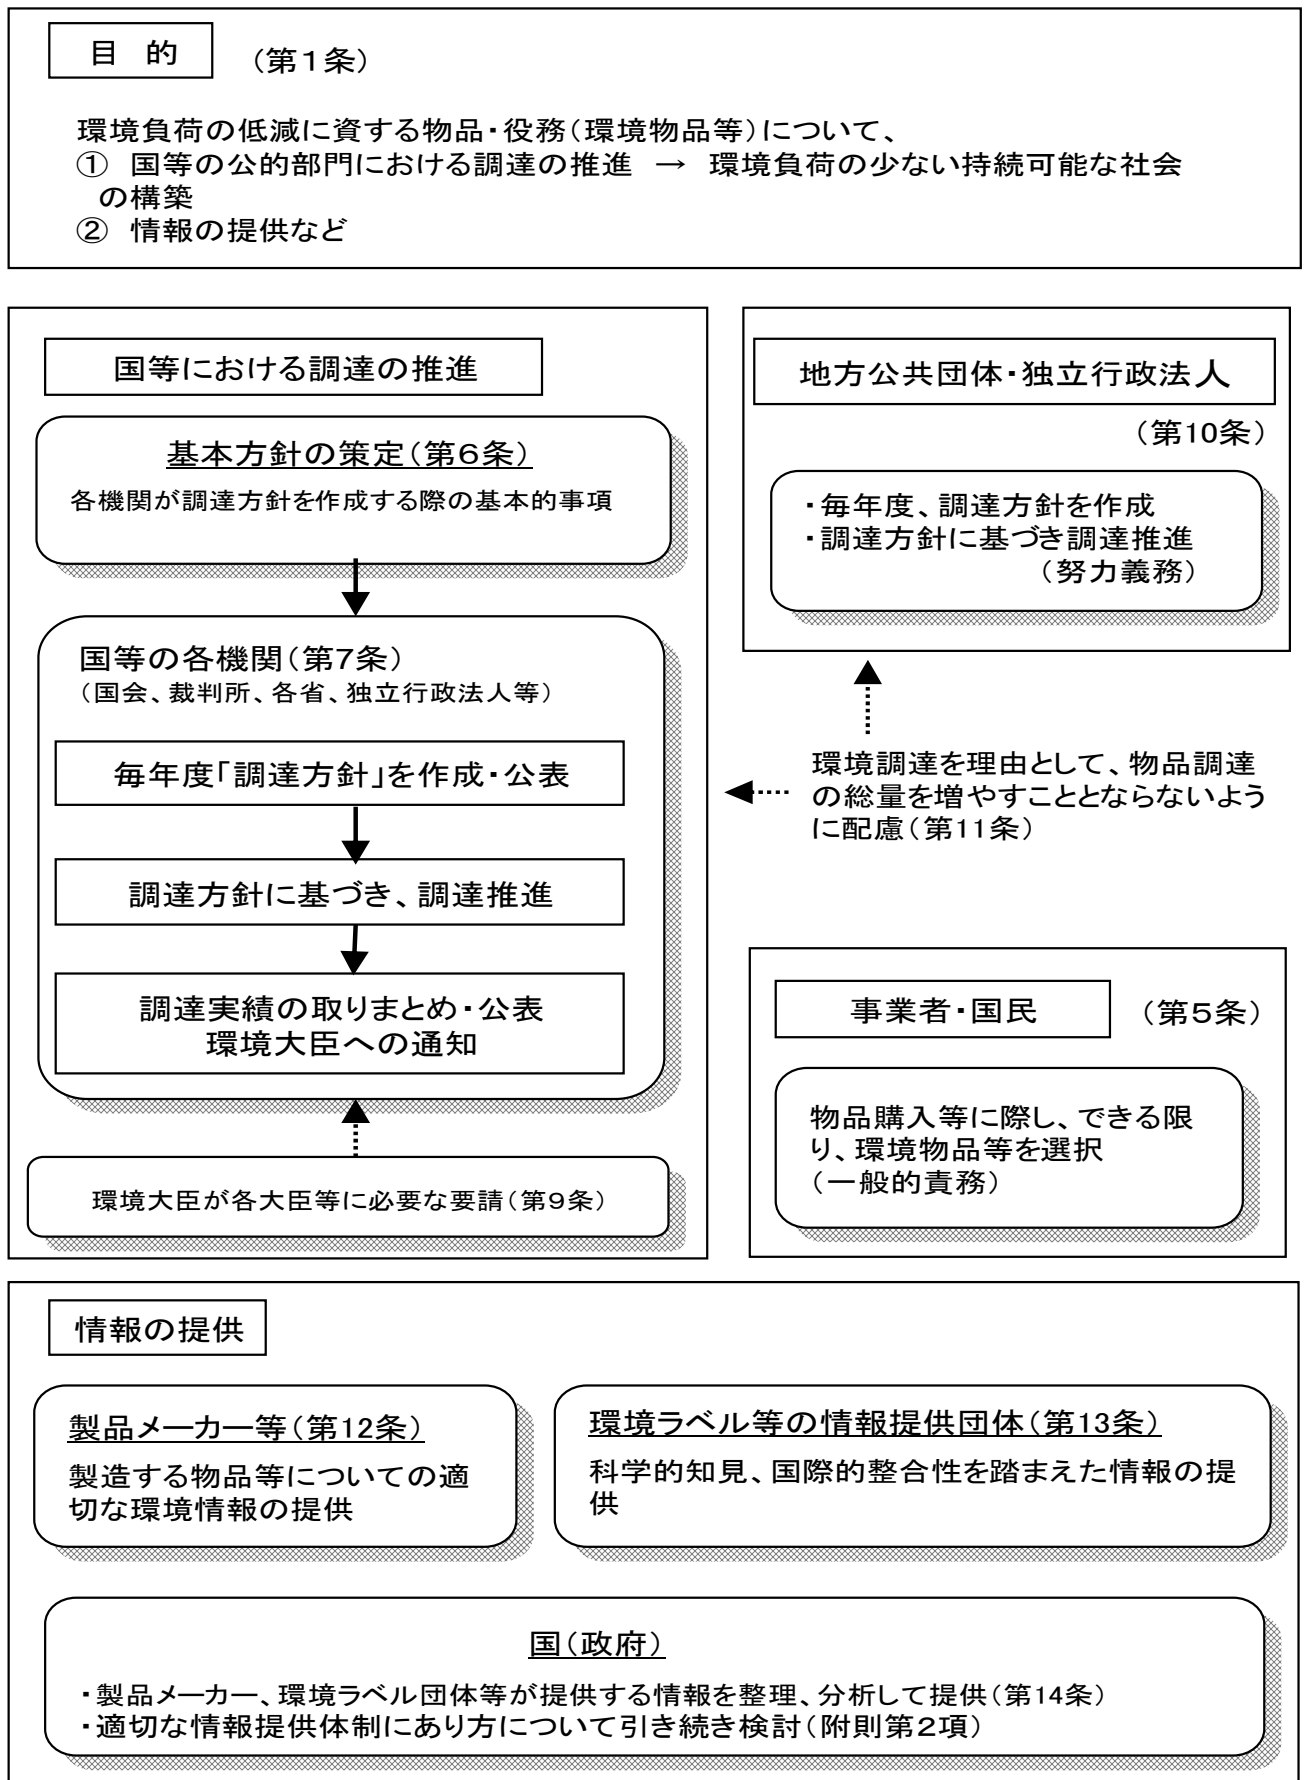 目 的
(第１条)
環境負荷の低減に資する物品・役務(環境物品等)について、
① 国等の公的部門における調達の推進 → 環境負荷の少ない持続可能な社会
の構築
② 情報の提供など
国等における調達の推進
基本方針の策定(第６条)
各機関が調達方針を作成する際の基本的事項
国等の各機関(第7条)
(国会、裁判所、各省、独立行政法人等)
毎年度「調達方針」を作成・公表
調達方針に基づき、調達推進
調達実績の取りまとめ・公表
環境大臣への通知
環境大臣が各大臣等に必要な要請(第９条)
地方公共団体・独立行政法人
(第10条)
・毎年度、調達方針を作成
・調達方針に基づき調達推進
(努力義務)
環境調達を理由として、物品調達
の総量を増やすこととならないよう
に配慮(第11条)
事業者・国民
(第５条)
物品購入等に際し、できる限
り、環境物品等を選択
(一般的責務)
情報の提供
製品メーカー等(第12条)
製造する物品等についての適
切な環境情報の提供
環境ラベル等の情報提供団体(第13条)
科学的知見、国際的整合性を踏まえた情報の提
供
国(政府)
・製品メーカー、環境ラベル団体等が提供する情報を整理、分析して提供(第14条)
・適切な情報提供体制にあり方について引き続き検討(附則第２項)